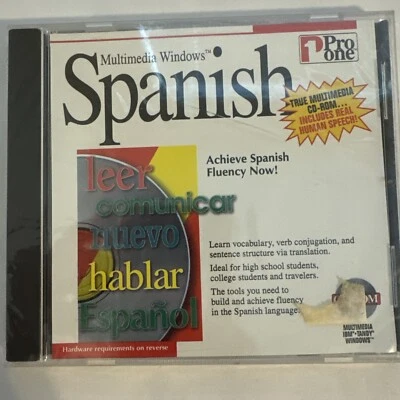 Multimedia Windows™
Pro
one
Spanish
TRUE MULTIMEDIA
CD-ROM...
INCLUDES REAL
HUMAN SPEECH!
Achieve Spanish
Fluency Now!
leer
comunicar
nuevo
hablar
Español
Learn vocabulary, verb conjugation, and
sentence structure via translation.
Ideal for high school students,
college students and travelers.
The tools you need to
build and achieve fluency
in the Spanish language.
MULTIMEDIA
IBM•TANDY
WINDOWS™
Hardware requirements on reverse